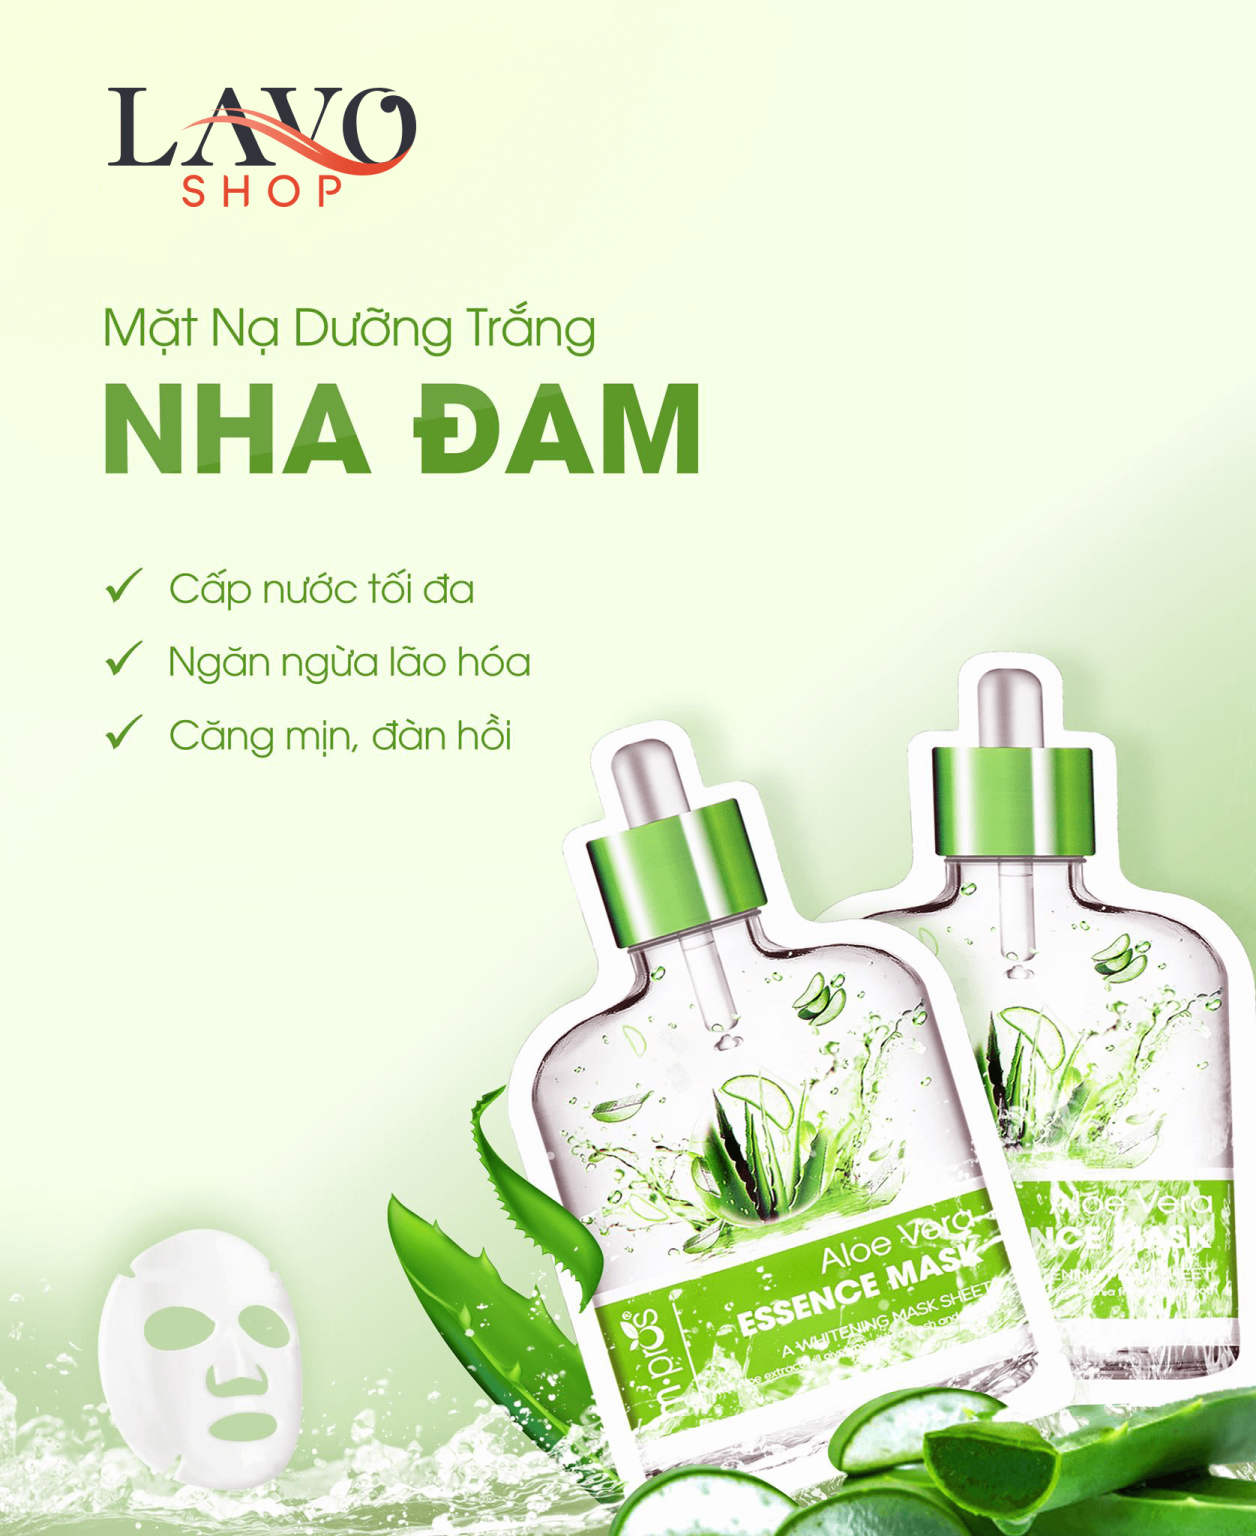 LAVO
SHOP
Mặt Nạ Dưỡng Trắng
NHA ĐAM
Cấp nước tối đa
Ngăn ngừa lão hóa
Căng mịn, đàn hồi
Aloe Vera
ESSENCE MASK
A WHITENING MASK SHEET
Aloe Vera
MASK